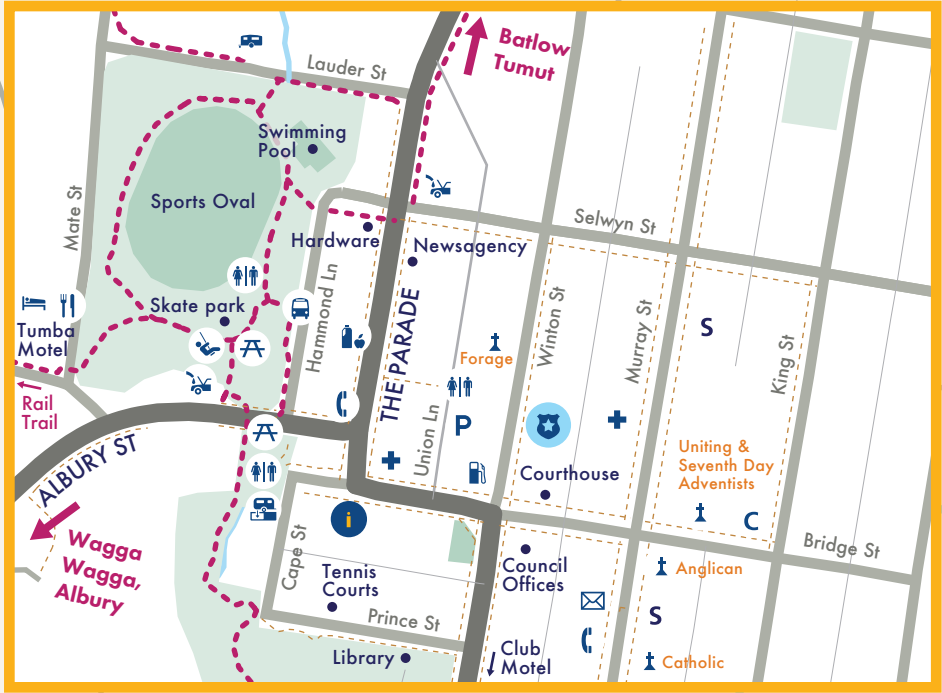 Batlow
Tumut
Lauder St
Swimming
Pool
Sports Oval
Mate St
Selwyn St
Hardware
Newsagency
Hammond Ln
Skate park
Tumba
Motel
THE PARADE
Winton St
Murray St
S
King St
Forage
Rail
Trail
P
Union Ln
Uniting &
Seventh Day
Adventists
ALBURY ST
Courthouse
C
i
Wagga
Wagga,
Albury
Cape St
Bridge St
Council
Offices
Anglican
Tennis
Courts
S
Prince St
Library
Club
Motel
Catholic